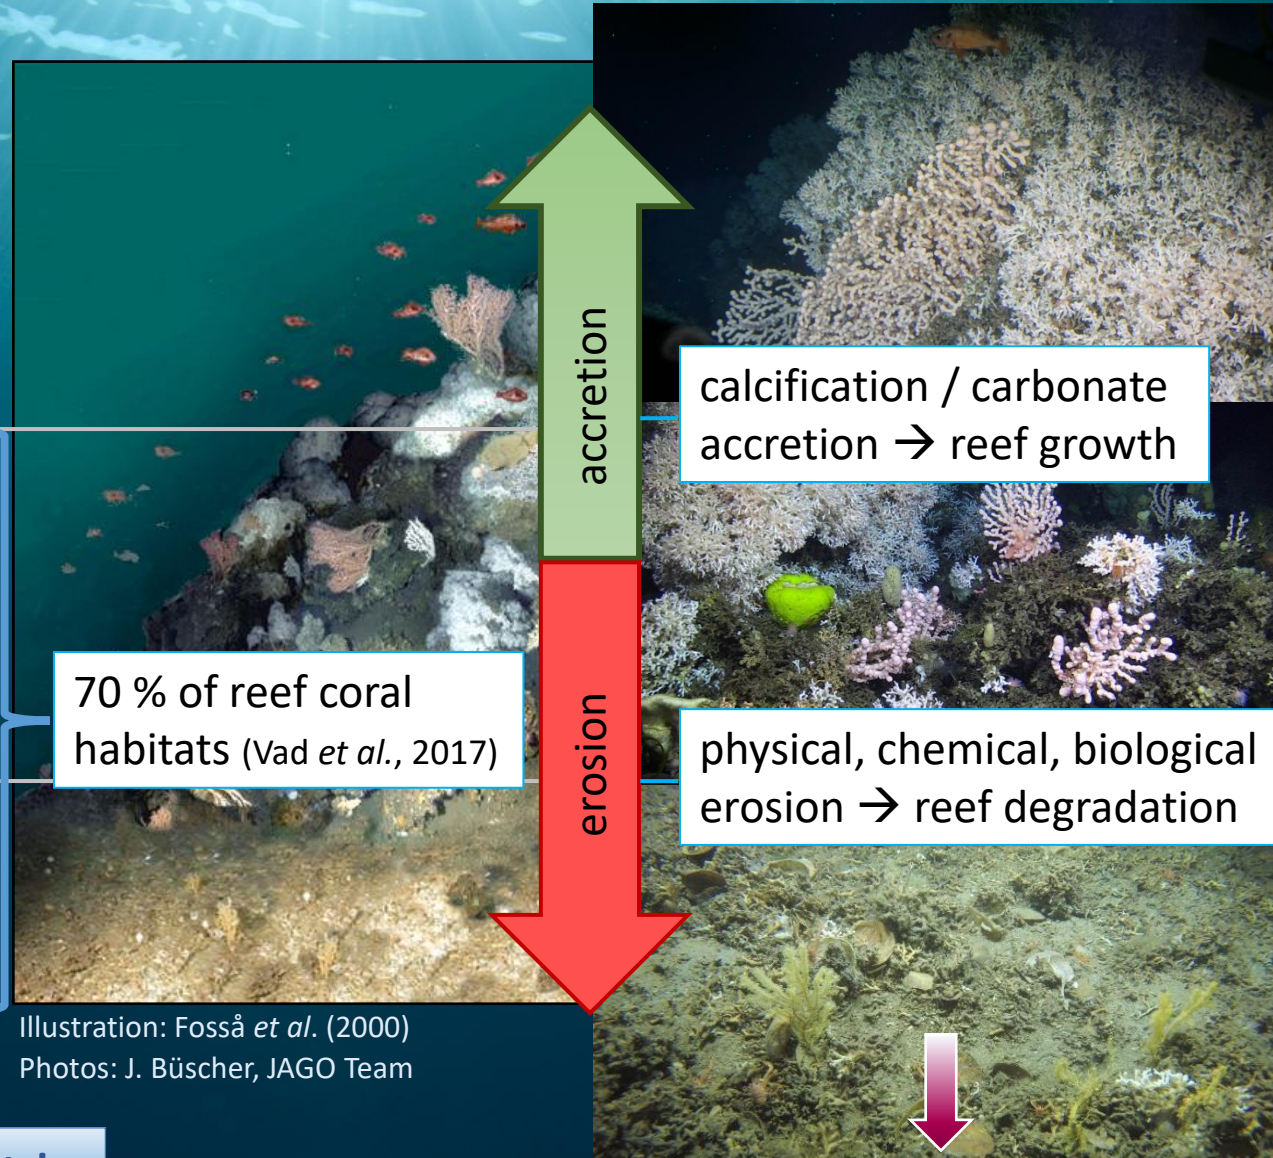 accretion
calcification / carbonate
accretion → reef growth
70 % of reef coral
habitats (Vad et al., 2017)
erosion
physical, chemical, biological
erosion → reef degradation
Illustration: Fosså et al. (2000)
Photos: J. Büscher, JAGO Team